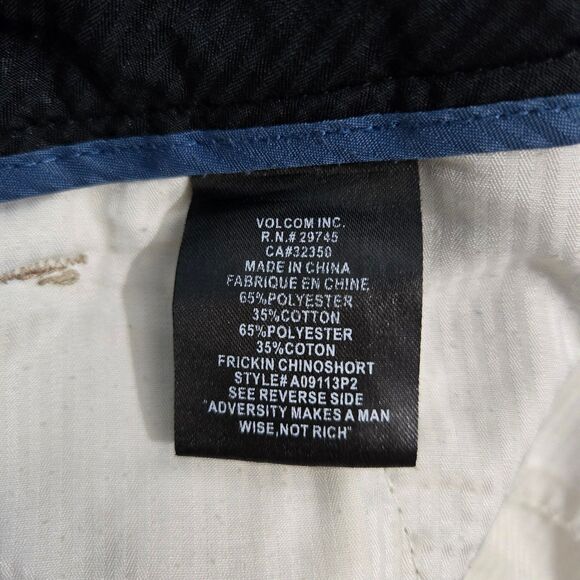 VOLCOM INC.
R.N.# 29745
CA#32350
MADE IN CHINA
FABRIQUE EN CHINE
65%POLYESTER
35%COTTON
65%POLYESTER
35%COTON
FRICKIN CHINOSHORT
STYLE# A09113P2
SEE REVERSE SIDE
"ADVERSITY MAKES A MAN
WISE,NOT RICH"